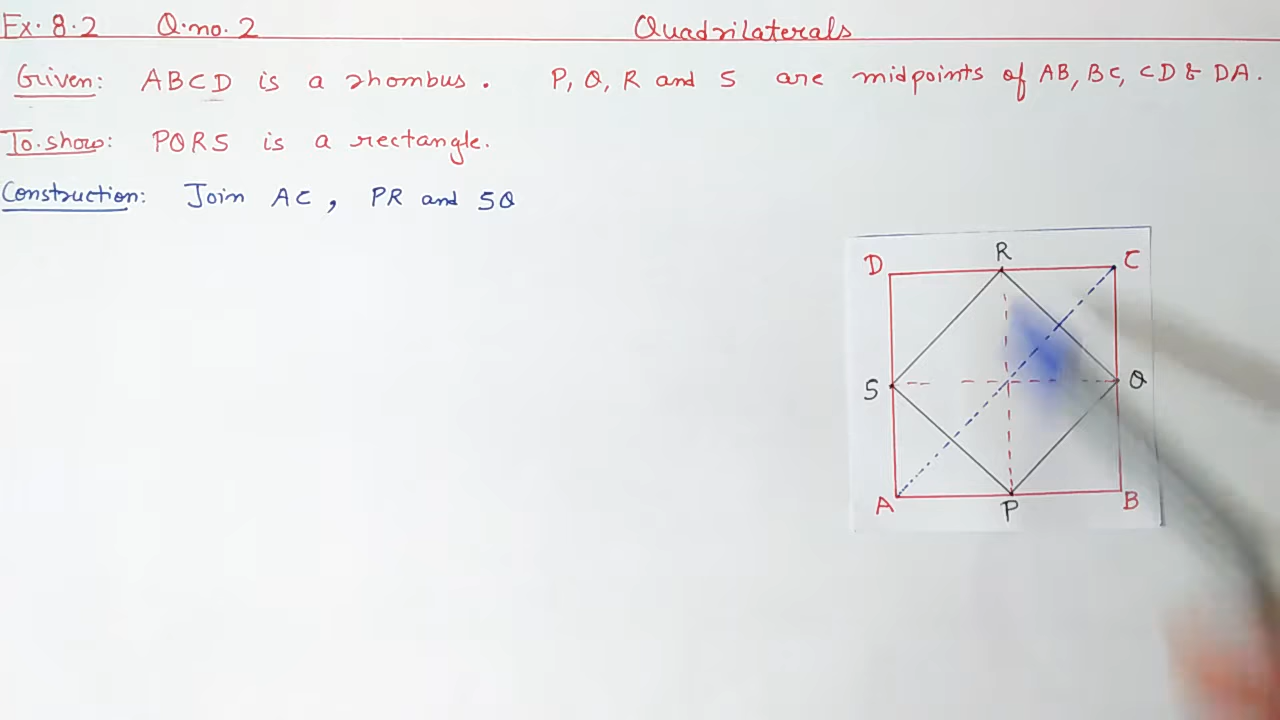 Ex. 8.2 Q.no. 2 Quadrilaterals
Given: ABCD is a rhombus. P, Q, R and S are midpoints of AB, BC, CD & DA.
To.show: PQRS is a rectangle.
Construction: Join AC, PR and SQ
D R C
S Q
A P B